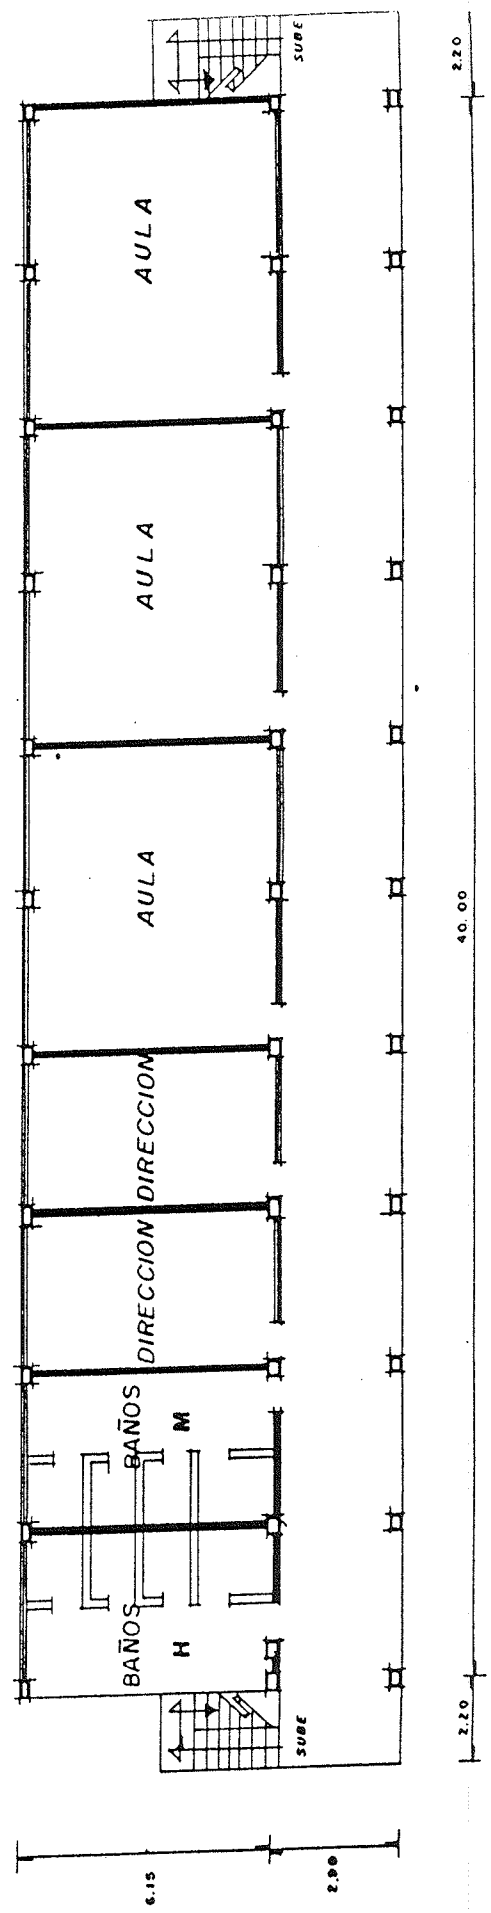 SUBE
2.20
AULA
AULA
AULA
40.00
DIRECCION
DIRECCION
BAÑOS
M
BAÑOS
H
SUBE
2.20
6.15
2.90